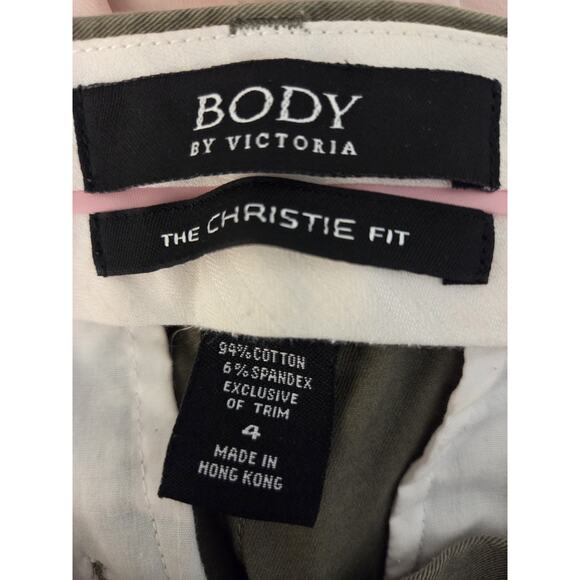 BODY
BY VICTORIA
THE CHRISTIE FIT
94% COTTON
6% SPANDEX
EXCLUSIVE
OF TRIM
4
MADE IN
HONG KONG